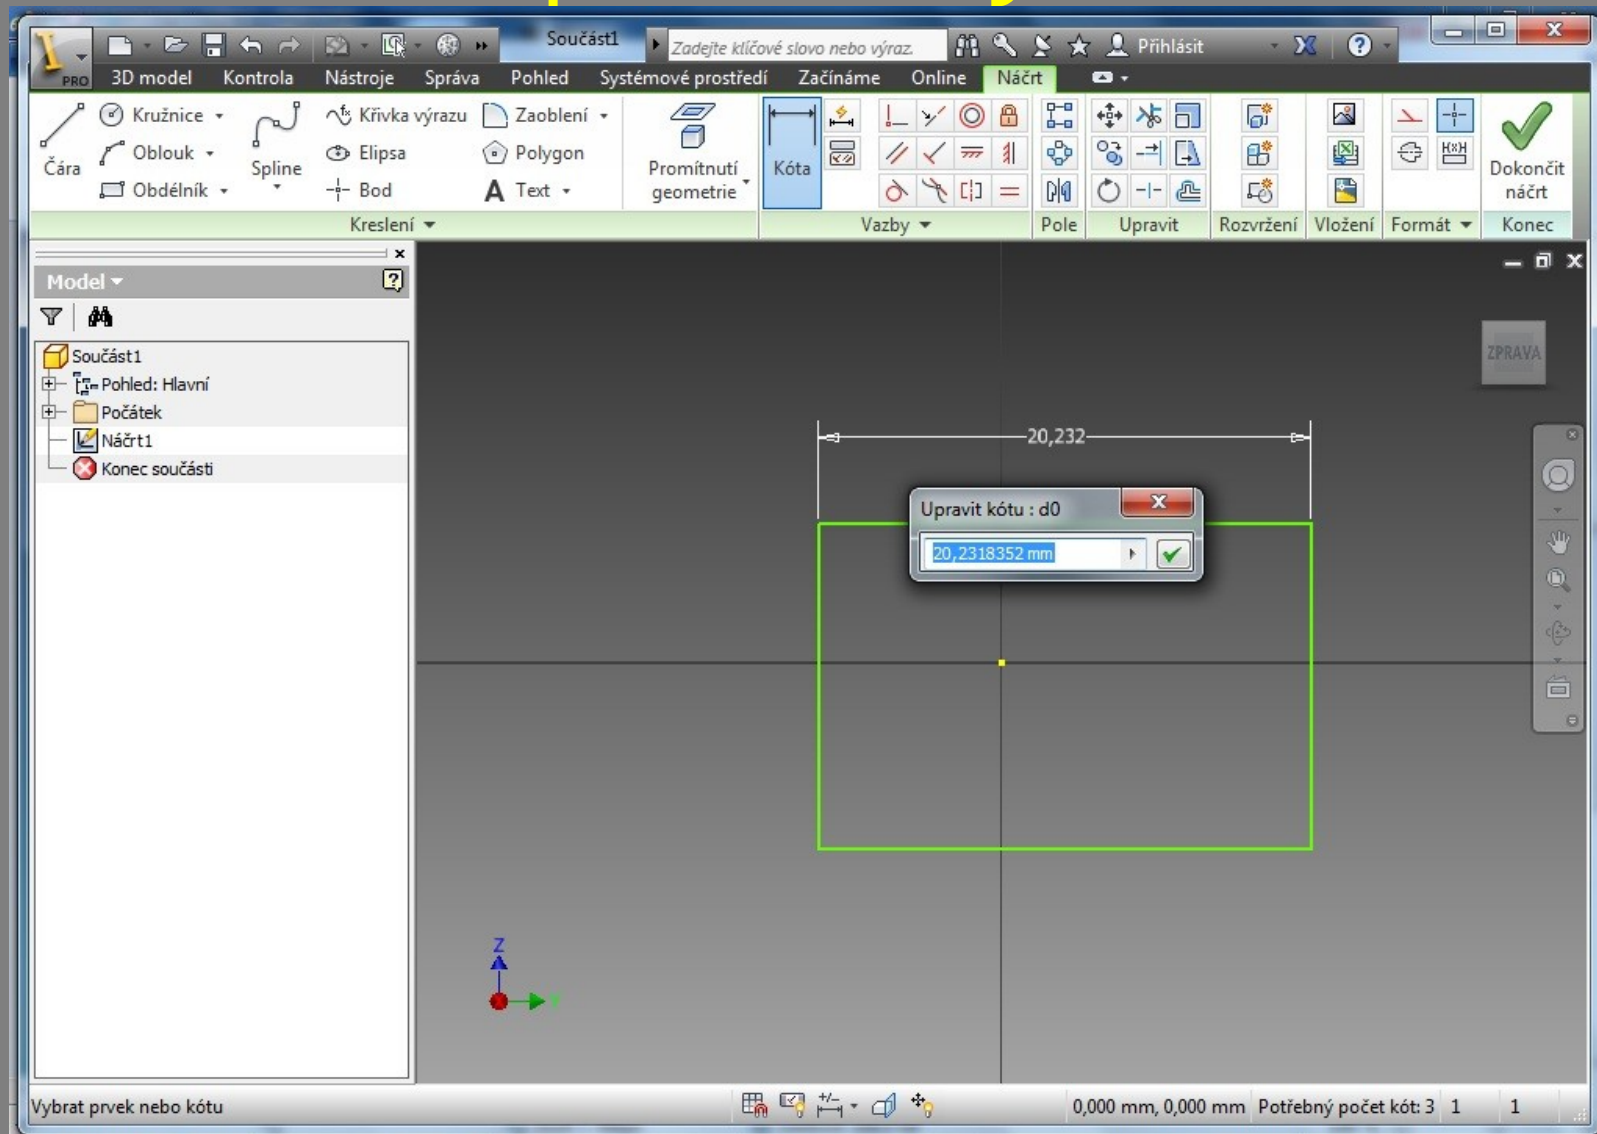 Součást1
Zadejte klíčové slovo nebo výraz.
Přihlásit
PRO
3D model Kontrola Nástroje Správa Pohled Systémové prostředí Začínáme Online Náčrt
Čára
Kružnice
Oblouk
Obdélník
Spline
Křivka výrazu
Elipsa
Bod
Zaoblení
Polygon
A Text
Promítnutí
geometrie
Kóta
Dokončit
náčrt
Kreslení Vazby Pole Upravit Rozvržení Vložení Formát Konec
Model
Součást1
Pohled: Hlavní
Počátek
Náčrt1
Konec součásti
ZPRAVA
20,232
Upravit kótu : d0
20,2318352 mm
Z
Y
Vybrat prvek nebo kótu
0,000 mm, 0,000 mm Potřebný počet kót: 3 1 1